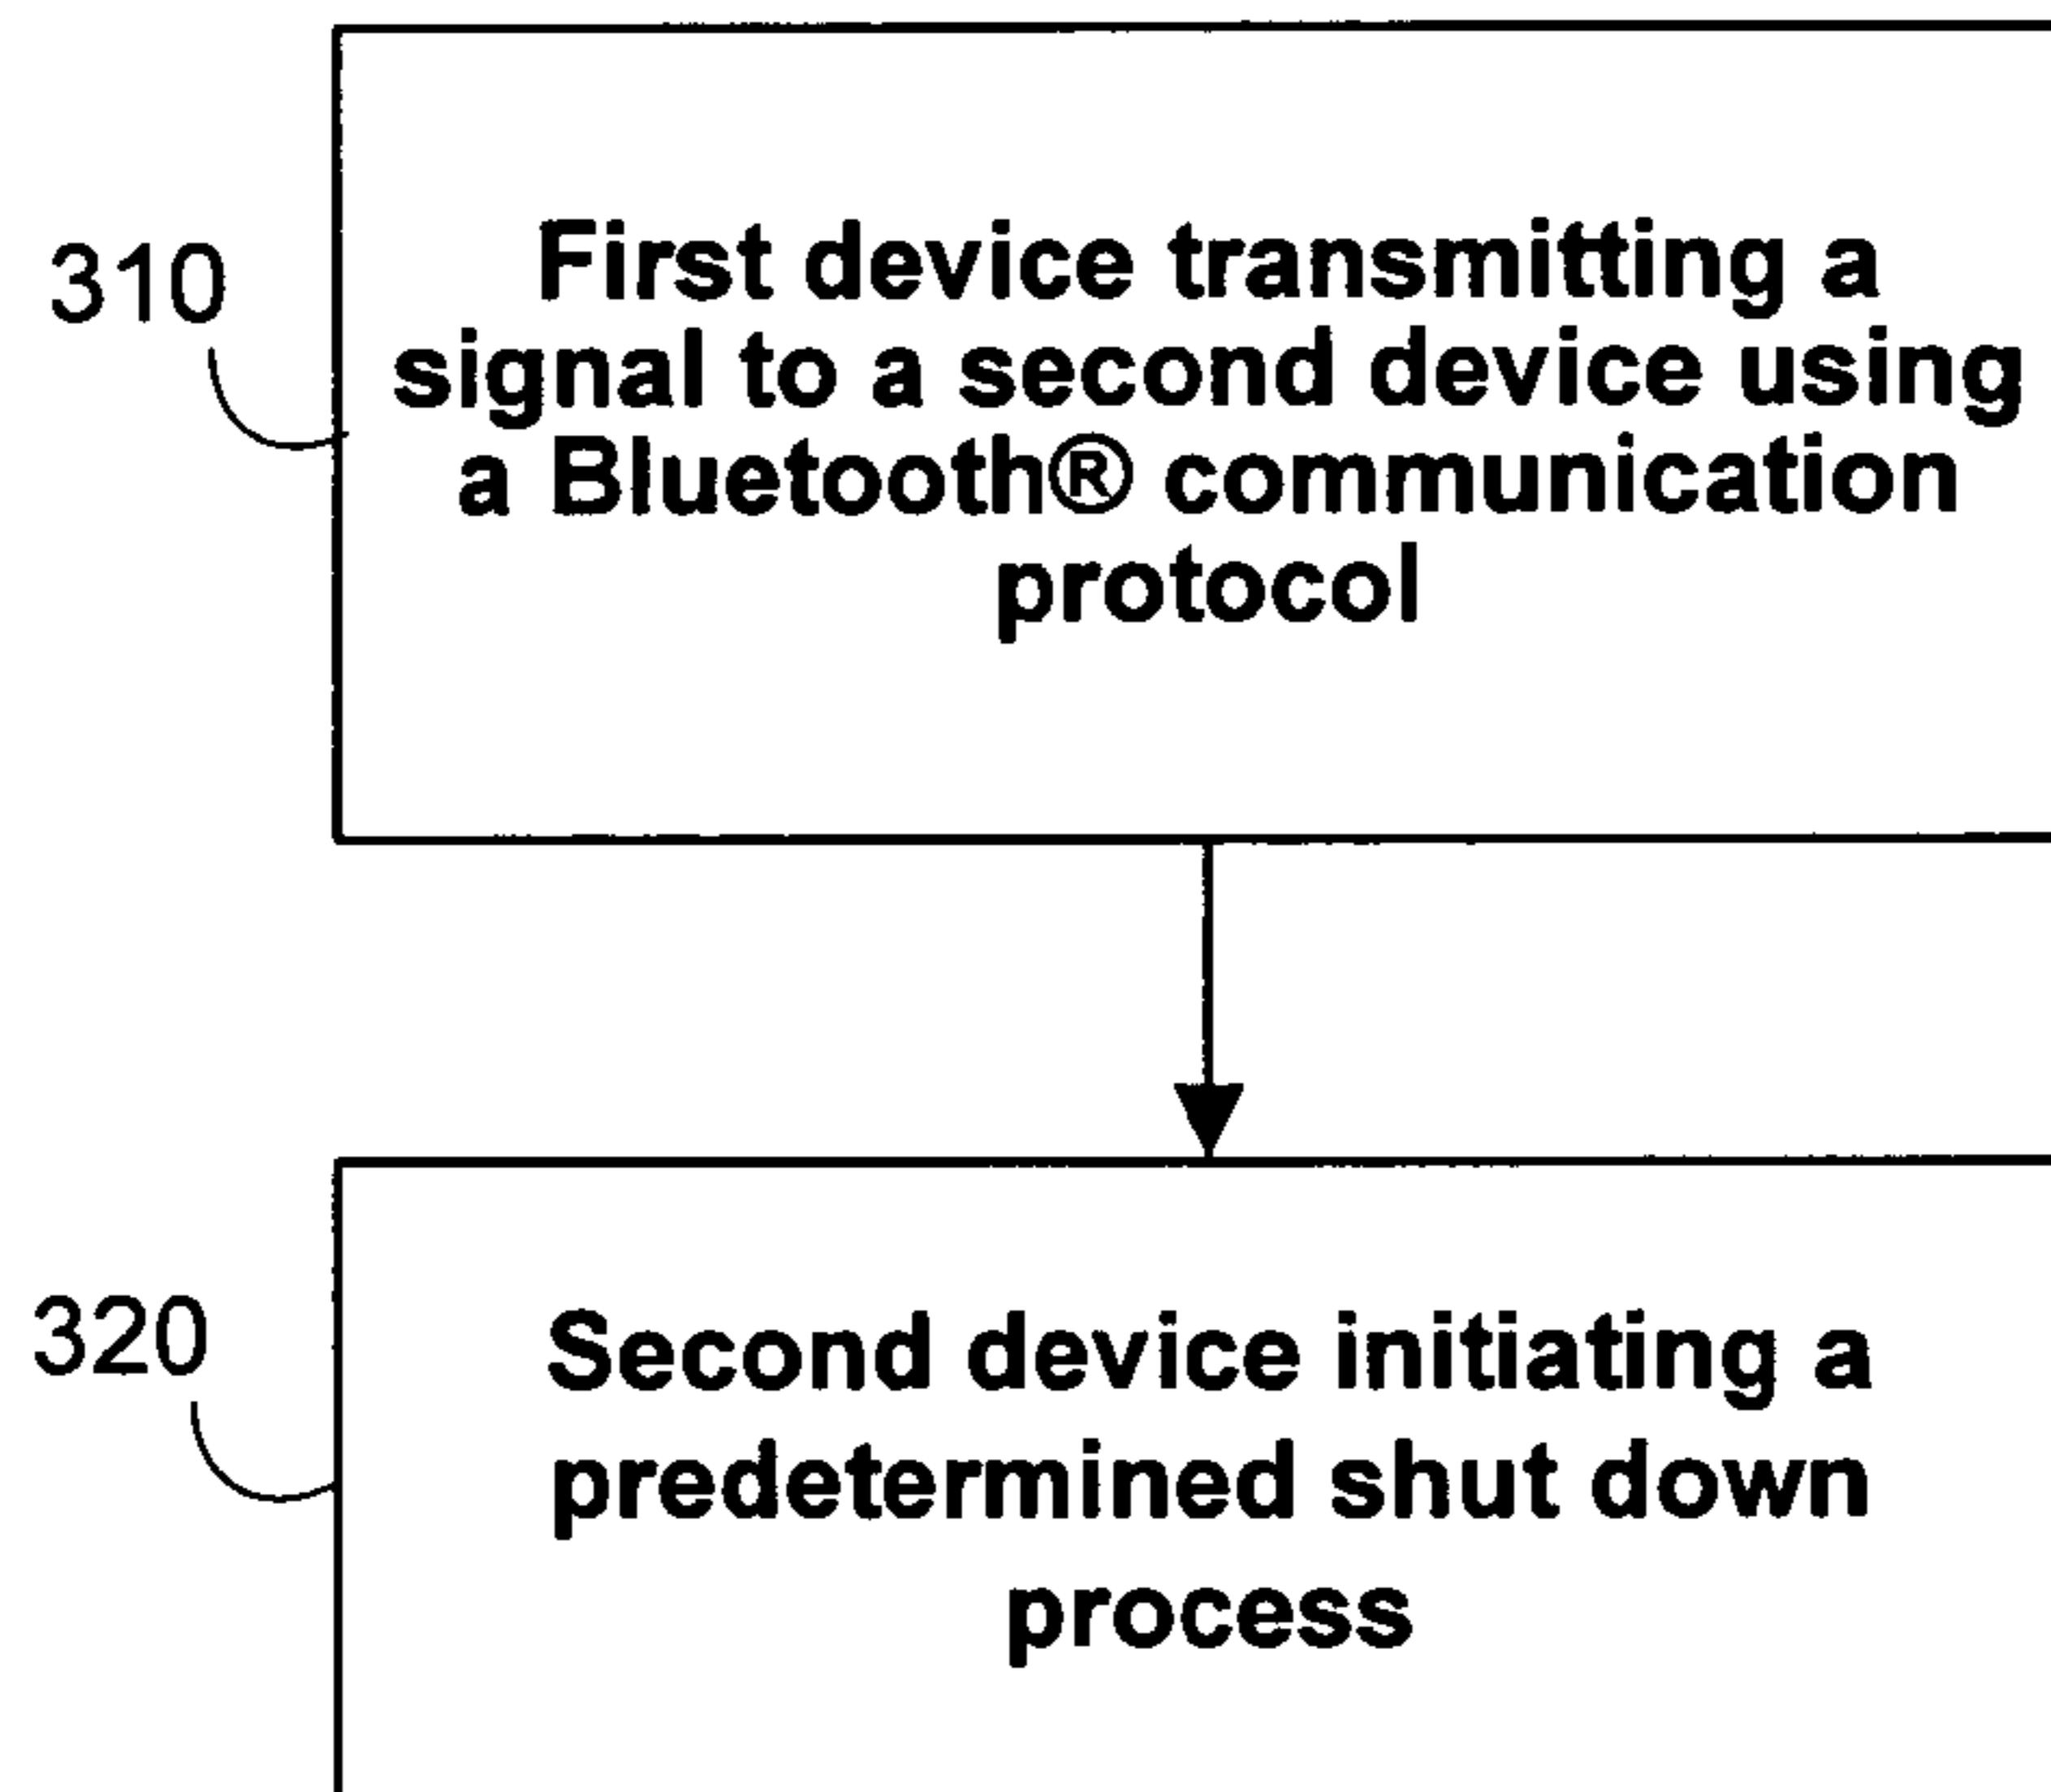 310
First device transmitting a
signal to a second device using
a Bluetooth® communication
protocol
320
Second device initiating a
predetermined shut down
process